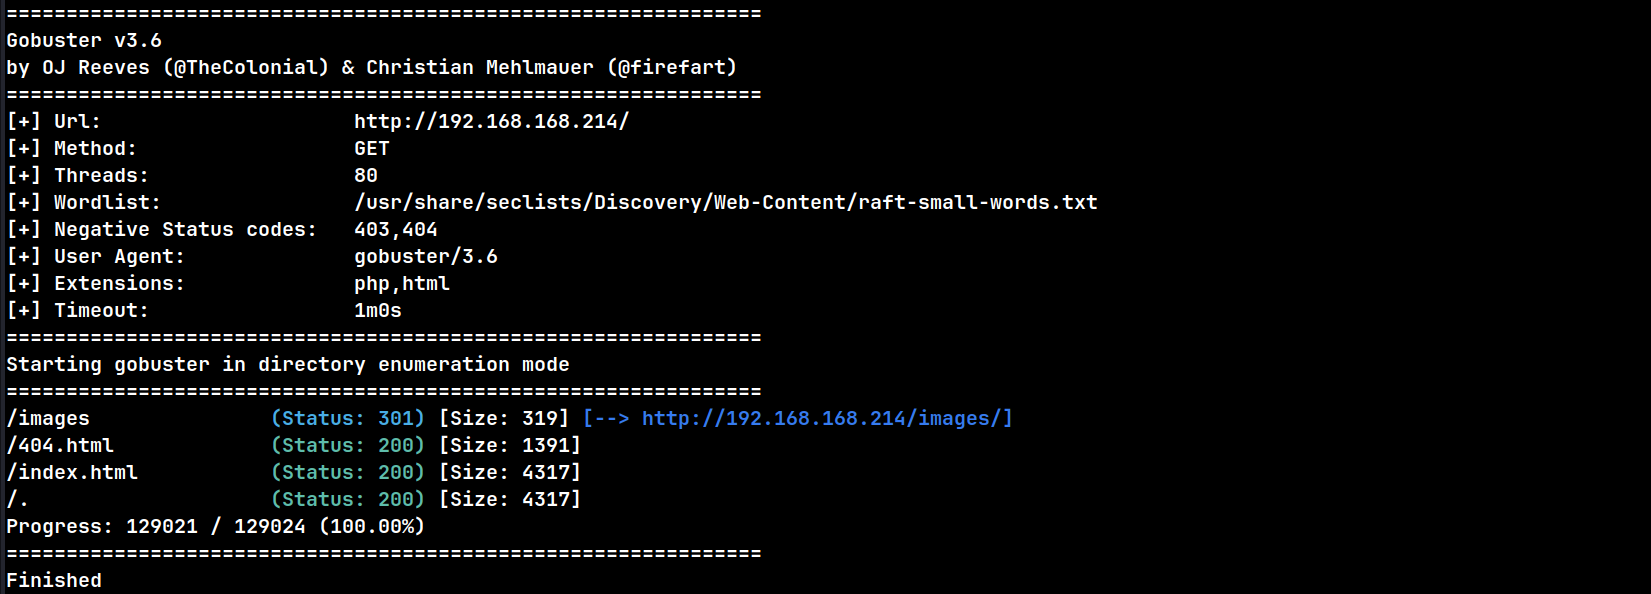 ===============================================================
Gobuster v3.6
by OJ Reeves (@TheColonial) & Christian Mehlmauer (@firefart)
===============================================================
[+] Url:                     http://192.168.168.214/
[+] Method:                  GET
[+] Threads:                 80
[+] Wordlist:                /usr/share/seclists/Discovery/Web-Content/raft-small-words.txt
[+] Negative Status codes:   403,404
[+] User Agent:              gobuster/3.6
[+] Extensions:              php,html
[+] Timeout:                 1m0s
===============================================================
Starting gobuster in directory enumeration mode
===============================================================
/images               (Status: 301) [Size: 319] [--> http://192.168.168.214/images/]
/404.html             (Status: 200) [Size: 1391]
/index.html           (Status: 200) [Size: 4317]
/.                    (Status: 200) [Size: 4317]
Progress: 129021 / 129024 (100.00%)
===============================================================
Finished